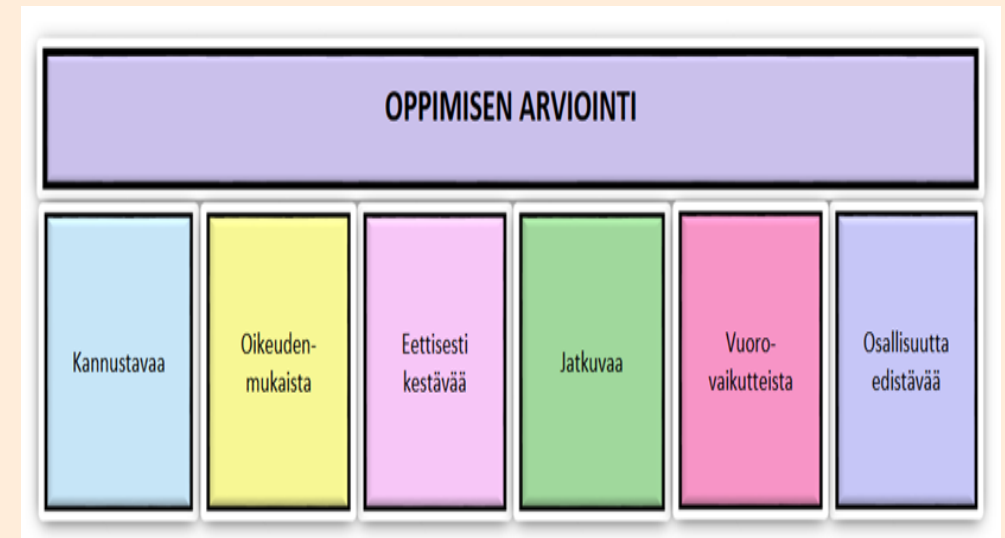 OPPIMISEN ARVIOINTI
Kannustavaa
Oikeuden-
mukaista
Eettisesti
kestävää
Jatkuvaa
Vuoro-
vaikutteista
Osallisuutta
edistävää